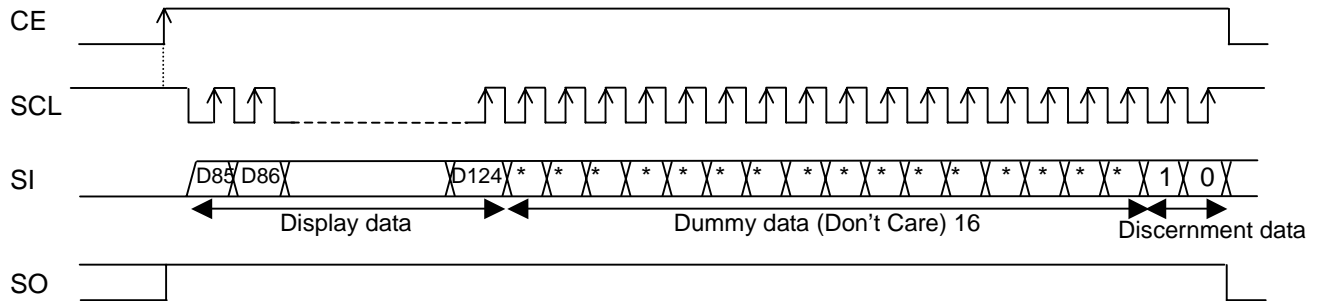 CE
SCL
SI D85 D86 D124 * * * * * * * * * * * * * * * * 1 0
Display data Dummy data (Don't Care) 16 Discernment data
SO